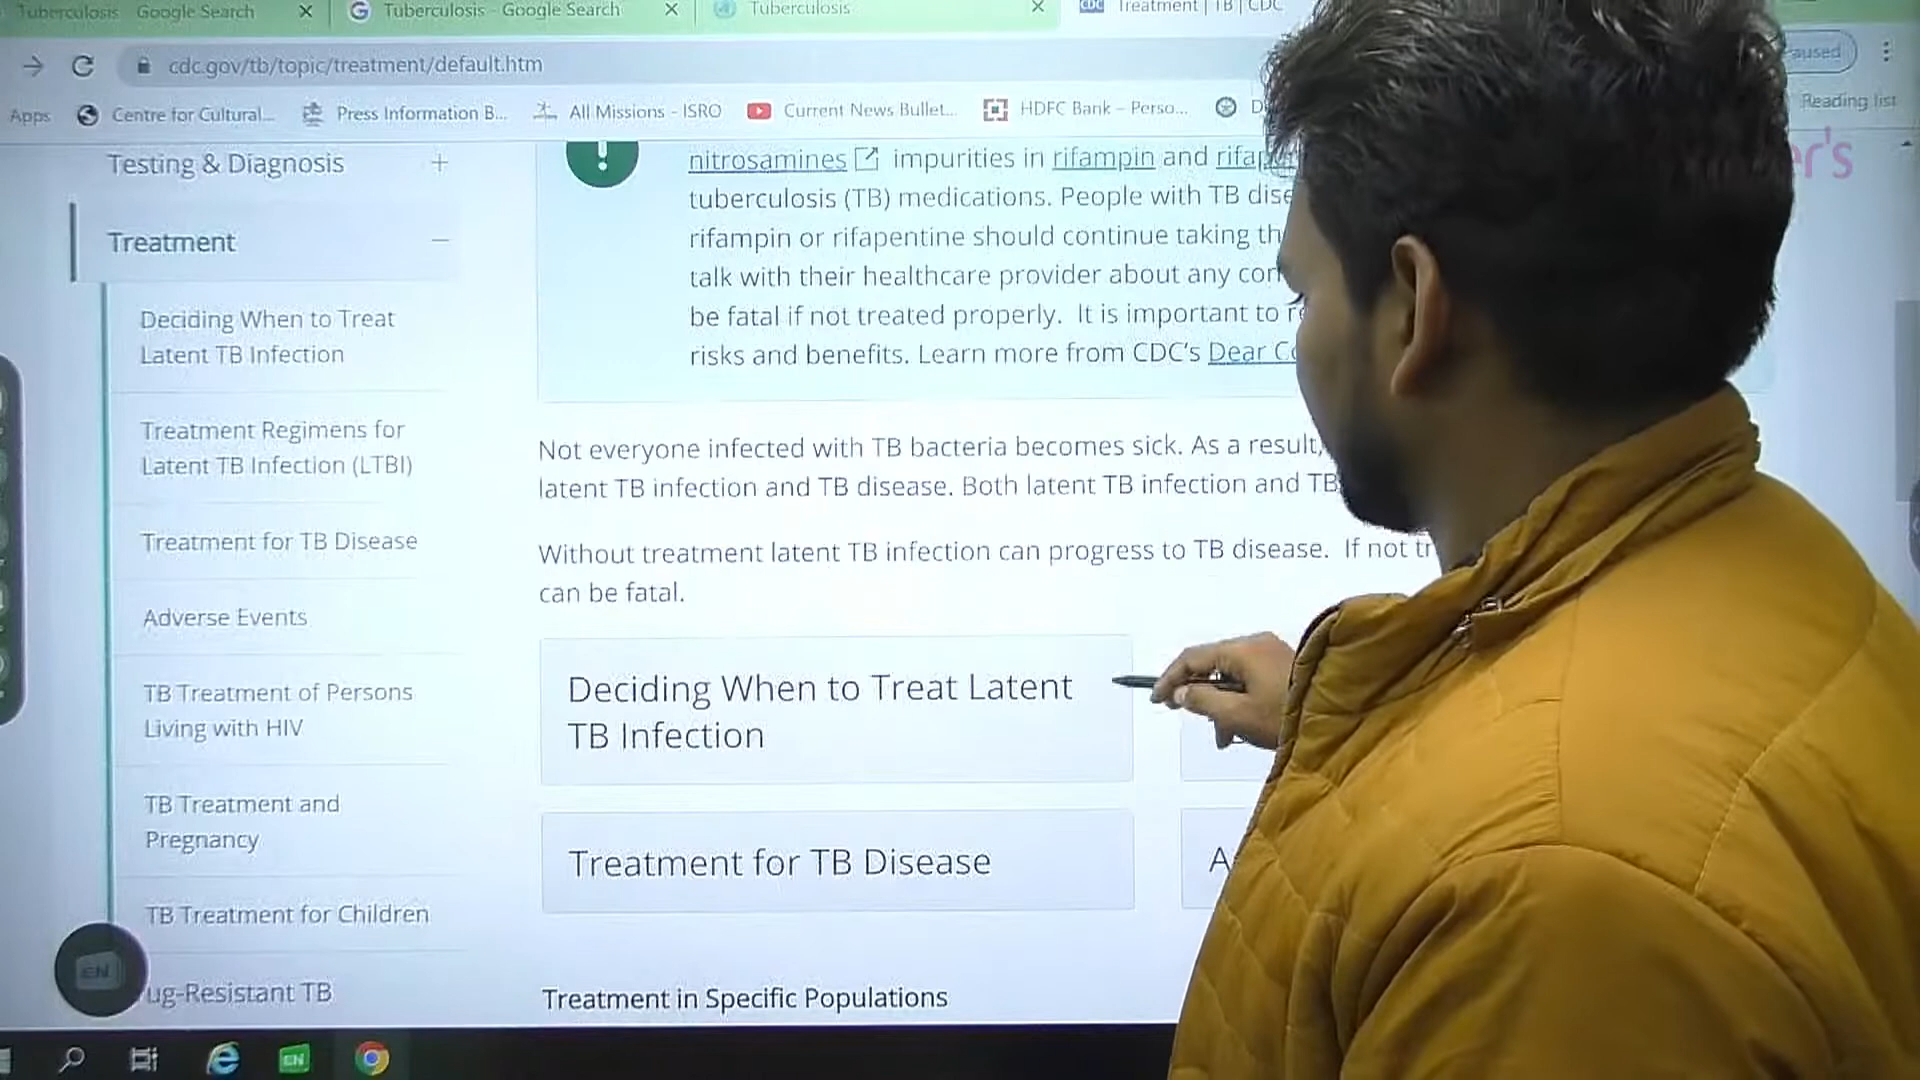 Tuberculosis Google Search
Tuberculosis - Google Search
Tuberculosis
CDC Treatment | TB | CDC
cdc.gov/tb/topic/treatment/default.htm
Apps
Centre for Cultural...
Press Information B...
All Missions - ISRO
Current News Bullet...
HDFC Bank – Perso...
Reading list
Testing & Diagnosis
Treatment
Deciding When to Treat
Latent TB Infection
Treatment Regimens for
Latent TB Infection (LTBI)
Treatment for TB Disease
Adverse Events
TB Treatment of Persons
Living with HIV
TB Treatment and
Pregnancy
TB Treatment for Children
ug-Resistant TB
nitrosamines impurities in rifampin and
tuberculosis (TB) medications. People with TB
rifampin or rifapentine should continue taking
talk with their healthcare provider about any
be fatal if not treated properly. It is important to
risks and benefits. Learn more from CDC's Dear
Not everyone infected with TB bacteria becomes sick. As a result,
latent TB infection and TB disease. Both latent TB infection and TB
Without treatment latent TB infection can progress to TB disease. If not
can be fatal.
Deciding When to Treat Latent
TB Infection
Treatment for TB Disease
A
Treatment in Specific Populations
EN
EN